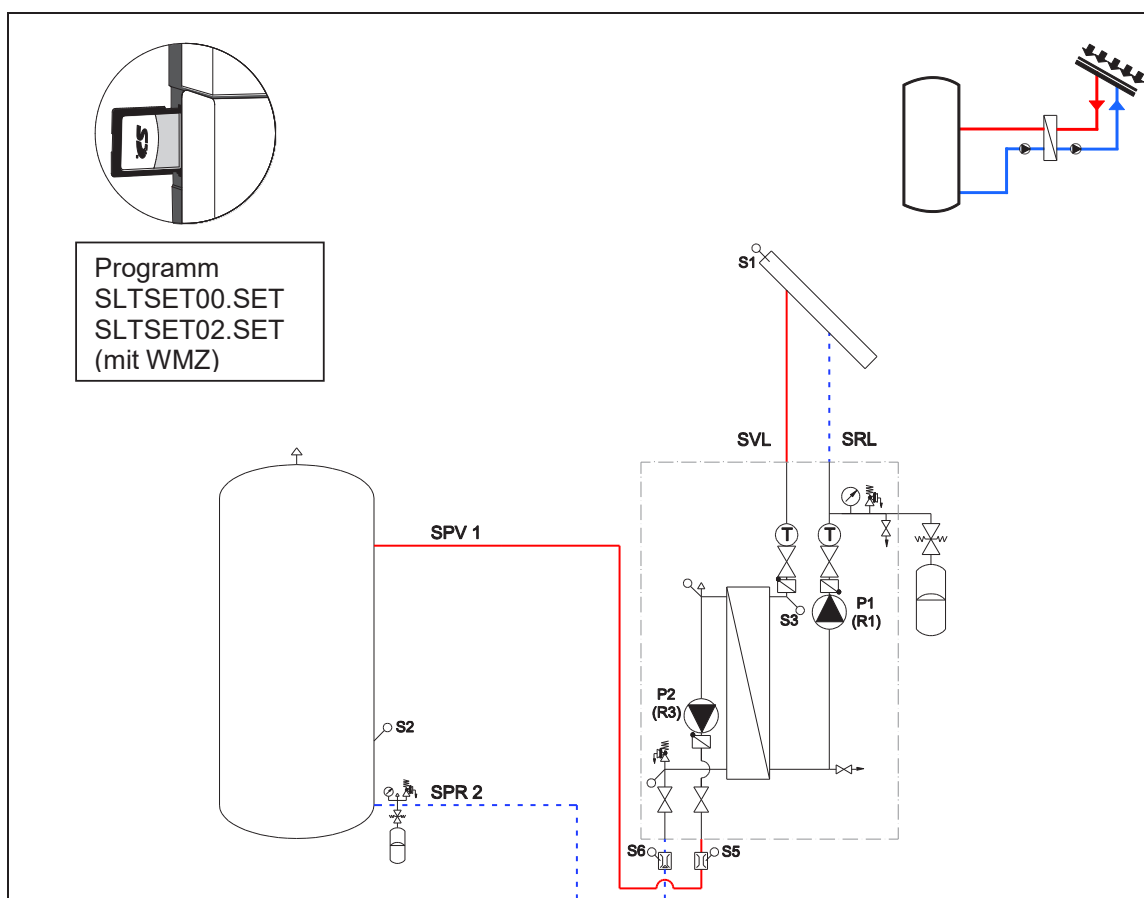 Programm
SLTSET00.SET
SLTSET02.SET
(mit WMZ)
S1
SVL
SRL
SPV 1
T
T
S3
P1
(R1)
P2
(R3)
S2
SPR 2
S6
S5